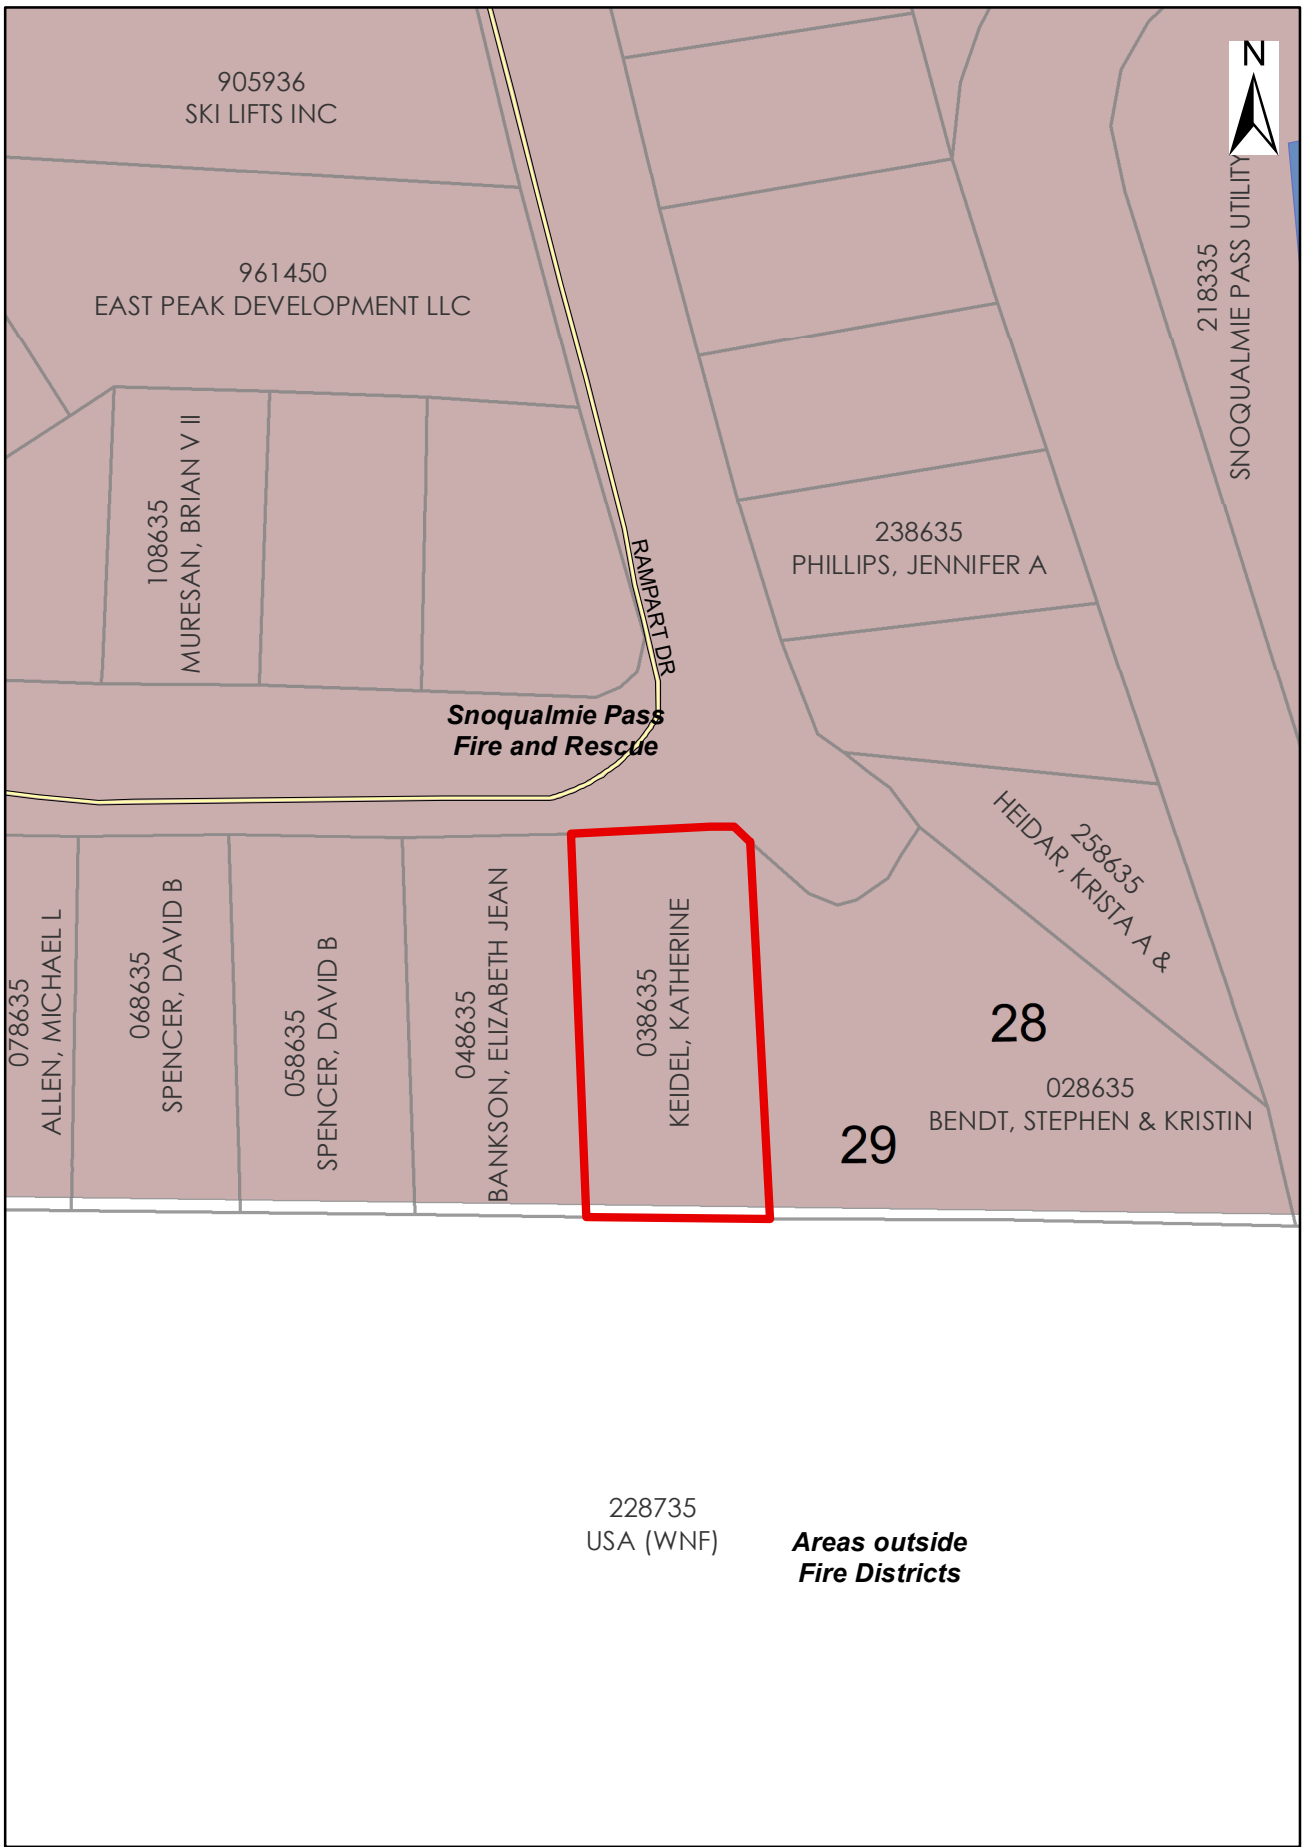 N
905936
SKI LIFTS INC
961450
EAST PEAK DEVELOPMENT LLC
218335
SNOQUALMIE PASS UTILITY
108635
MURESAN, BRIAN V II
238635
PHILLIPS, JENNIFER A
RAMPART DR
Snoqualmie Pass
Fire and Rescue
258635
HEIDAR, KRISTA A &
078635
ALLEN, MICHAEL L
068635
SPENCER, DAVID B
058635
SPENCER, DAVID B
048635
BANKSON, ELIZABETH JEAN
038635
KEIDEL, KATHERINE
28
028635
BENDT, STEPHEN & KRISTIN
29
228735
USA (WNF)
Areas outside
Fire Districts